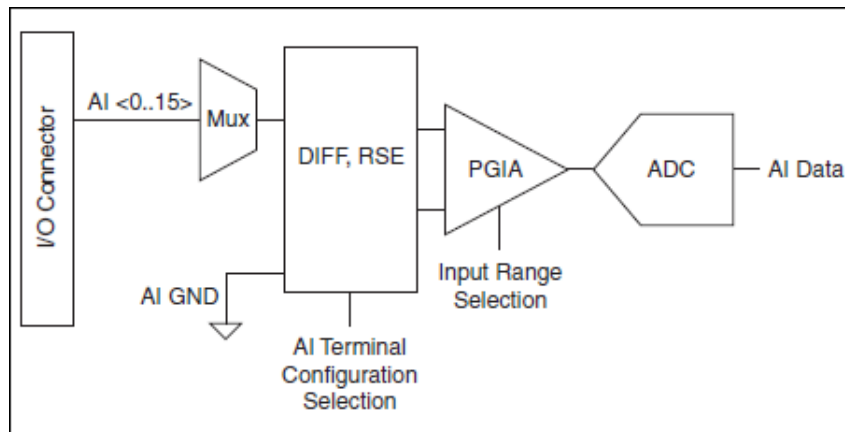 I/O Connector
AI <0..15>
Mux
DIFF, RSE
PGIA
ADC
AI Data
AI GND
Input Range
Selection
AI Terminal
Configuration
Selection